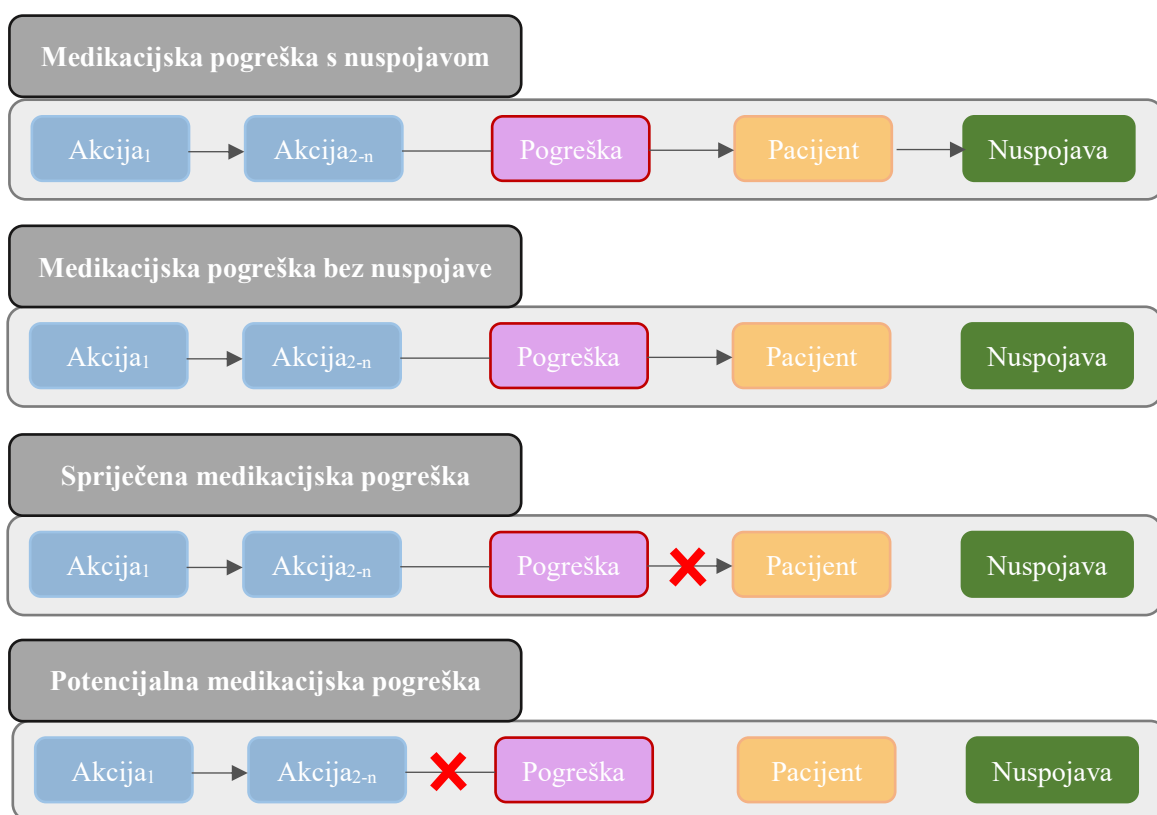 Medikacijska pogreška s nuspojavom
Akcija₁ Akcija₂₋ₙ Pogreška Pacijent Nuspojava
Medikacijska pogreška bez nuspojave
Akcija₁ Akcija₂₋ₙ Pogreška Pacijent Nuspojava
Spriječena medikacijska pogreška
Akcija₁ Akcija₂₋ₙ Pogreška Pacijent Nuspojava
Potencijalna medikacijska pogreška
Akcija₁ Akcija₂₋ₙ Pogreška Pacijent Nuspojava